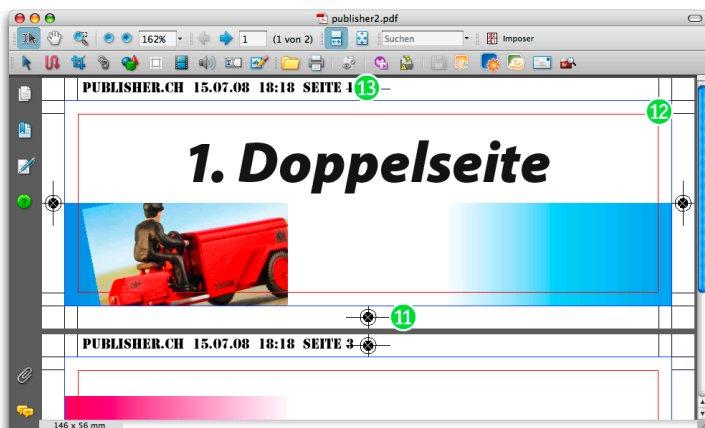 publisher2.pdf
162% 1 (1 von 2) Suchen Imposer
PUBLISHER.CH 15.07.08 18:18 SEITE 1
13
12
1. Doppelseite
11
PUBLISHER.CH 15.07.08 18:18 SEITE 3
146 x 56 mm